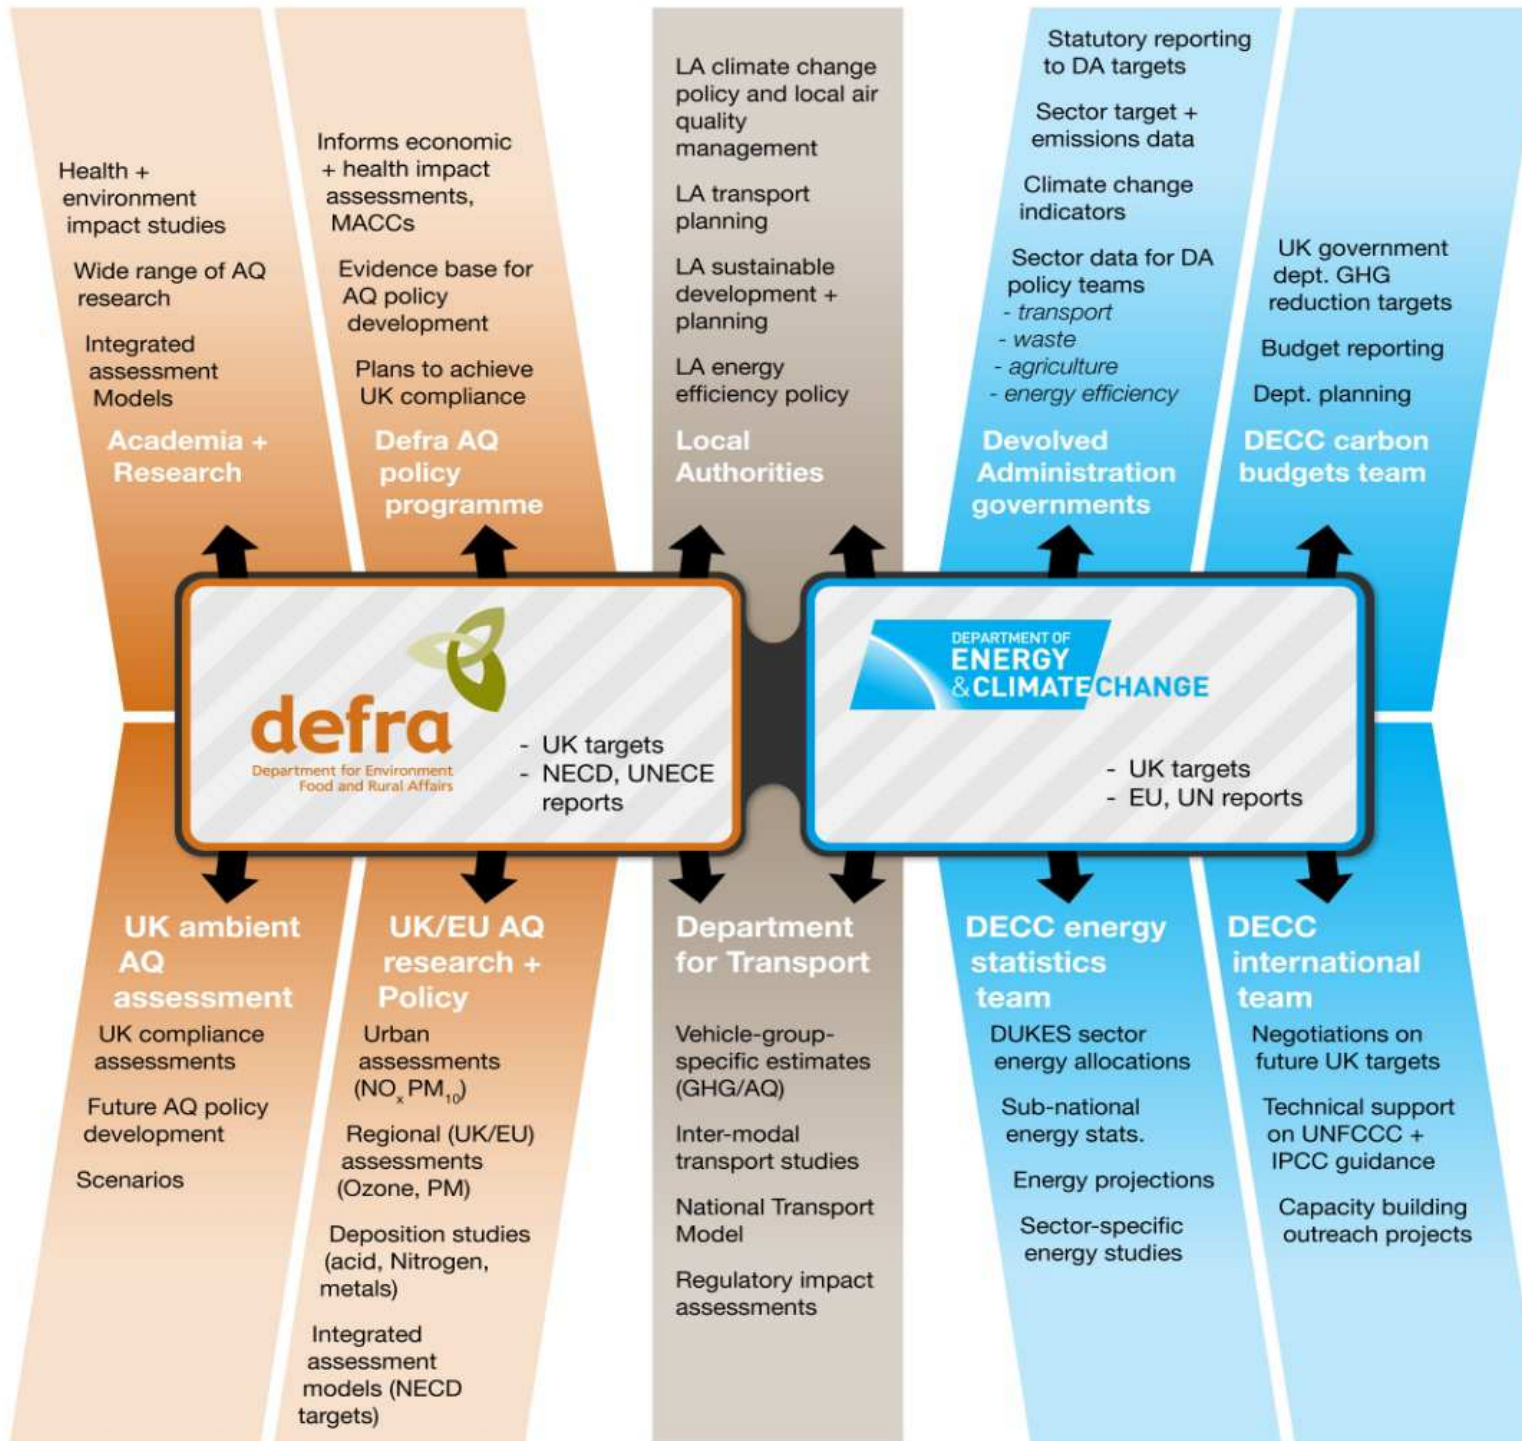 Health +
environment
impact studies
Wide range of AQ
research
Integrated
assessment
Models
Academia +
Research
Informs economic
+ health impact
assessments,
MACCs
Evidence base for
AQ policy
development
Plans to achieve
UK compliance
Defra AQ
policy
programme
LA climate change
policy and local air
quality
management
LA transport
planning
LA sustainable
development +
planning
LA energy
efficiency policy
Local
Authorities
Statutory reporting
to DA targets
Sector target +
emissions data
Climate change
indicators
Sector data for DA
policy teams
- transport
- waste
- agriculture
- energy efficiency
Devolved
Administration
governments
UK government
dept. GHG
reduction targets
Budget reporting
Dept. planning
DECC carbon
budgets team
defra
Department for Environment
Food and Rural Affairs
- UK targets
- NECD, UNECE
reports
DEPARTMENT OF
ENERGY
& CLIMATE CHANGE
- UK targets
- EU, UN reports
UK ambient
AQ
assessment
UK compliance
assessments
Future AQ policy
development
Scenarios
UK/EU AQ
research +
Policy
Urban
assessments
(NOx PM10)
Regional (UK/EU)
assessments
(Ozone, PM)
Deposition studies
(acid, Nitrogen,
metals)
Integrated
assessment
models (NECD
targets)
Department
for Transport
Vehicle-group-
specific estimates
(GHG/AQ)
Inter-modal
transport studies
National Transport
Model
Regulatory impact
assessments
DECC energy
statistics
team
DUKES sector
energy allocations
Sub-national
energy stats.
Energy projections
Sector-specific
energy studies
DECC
international
team
Negotiations on
future UK targets
Technical support
on UNFCCC +
IPCC guidance
Capacity building
outreach projects